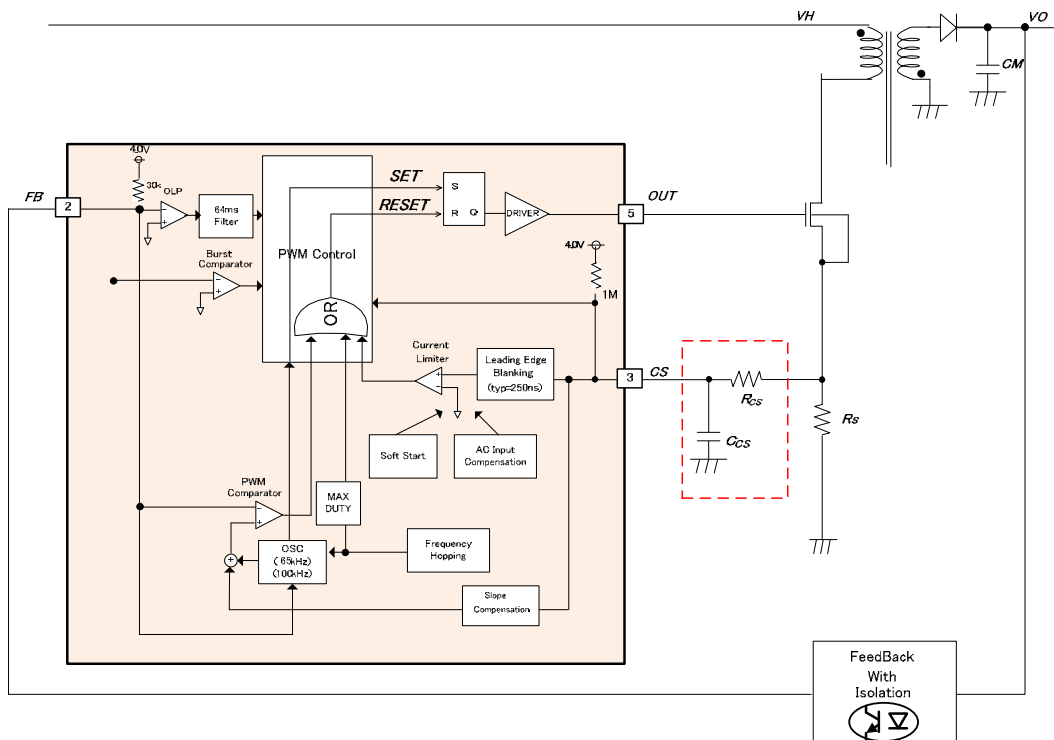 VH
VO
CM
4.0V
30k
OLP
FB
2
64ms
Filter
SET
RESET
S
R
Q
DRIVER
5
OUT
PWM Control
Burst
Comparator
4.0V
1M
OR
Current
Limiter
Leading Edge
Blanking
(typ=250ns)
3
CS
RCS
CCS
RS
Soft Start
AC Input
Compensation
PWM
Comparator
MAX
DUTY
OSC
( 65kHz)
(100kHz)
Frequency
Hopping
Slope
Compensation
FeedBack
With
Isolation